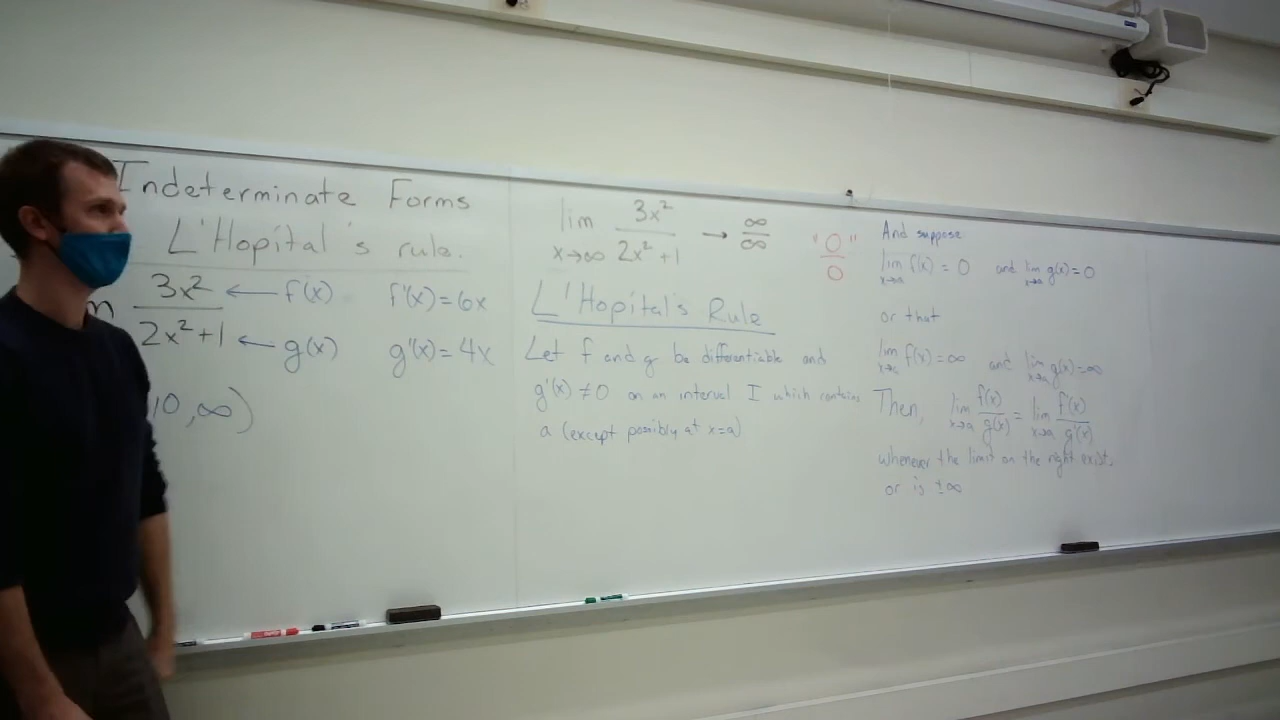 Indeterminate Forms
L'Hopital's rule.
3x² / 2x²+1 ← f(x) f'(x) = 6x
← g(x) g'(x) = 4x
10, ∞)
lim x→∞ 3x² / 2x²+1 → ∞/∞
"0/0"
L'Hopital's Rule
Let f and g be differentiable and
g'(x) ≠ 0 on an interval I which contains
a (except possibly at x=a)
And suppose
lim x→a f(x) = 0 and lim x→a g(x) = 0
or that
lim x→a f(x) = ∞ and lim x→a g(x) = ∞
Then, lim x→a f(x)/g(x) = lim x→a f'(x)/g'(x)
whenever the limit on the right exist,
or is ±∞